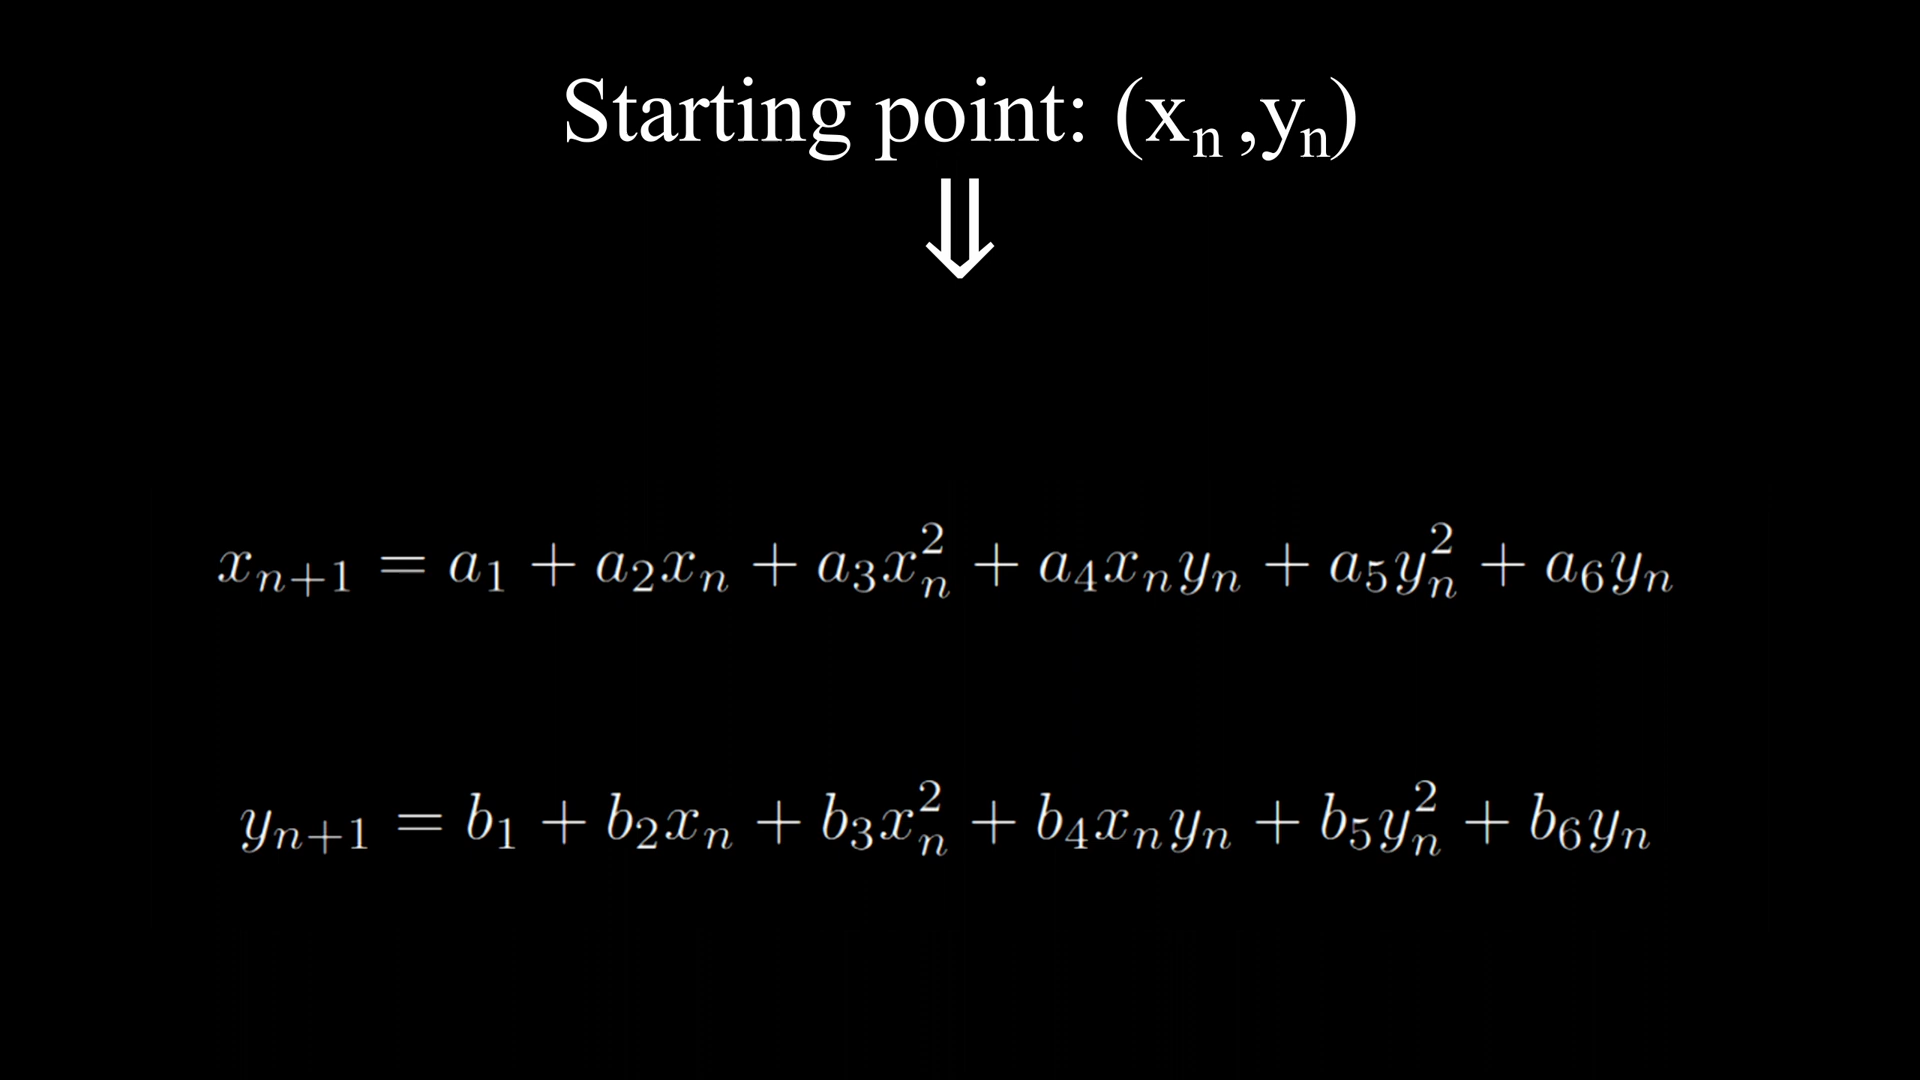 Starting point: (xₙ ,yₙ)
⇓
xₙ₊₁ = a₁ + a₂xₙ + a₃xₙ² + a₄xₙyₙ + a₅yₙ² + a₆yₙ
yₙ₊₁ = b₁ + b₂xₙ + b₃xₙ² + b₄xₙyₙ + b₅yₙ² + b₆yₙ